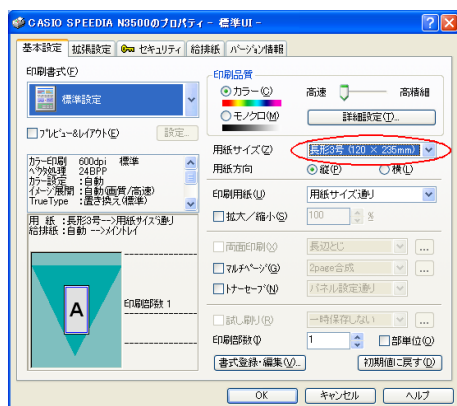 CASIO SPEEDIA N3500のプロパティ - 標準UI -
基本設定 拡張設定 セキュリティ 給排紙 バージョン情報
印刷書式(F)
標準設定
プレビュー&レイアウト(E) 設定...
カラー印刷 600dpi 標準
ベクタ処理 24BPP
カラー設定 :自動
イメージ展開 :自動(画質/高速)
TrueType :置き換え(標準)
用 紙 :長形3号-->用紙サイズ通り
給排紙 :自動 -->メイントレイ
A
印刷部数 1
印刷品質
カラー(C) 高速 高精細
モノクロ(M) 詳細設定(T)...
用紙サイズ(Z) 長形3号 (120 × 235mm)
用紙方向 縦(P) 横(L)
印刷用紙(U) 用紙サイズ通り
拡大/縮小(S) 100 %
両面印刷(X) 長辺とじ ...
マルチページ(G) 2page合成 ...
トナーセーブ(N) パネル設定通り
試し刷り(R) 一時保存しない ...
印刷部数(I) 1 部単位(O)
書式登録・編集(V)... 初期値に戻す(D)
OK キャンセル ヘルプ